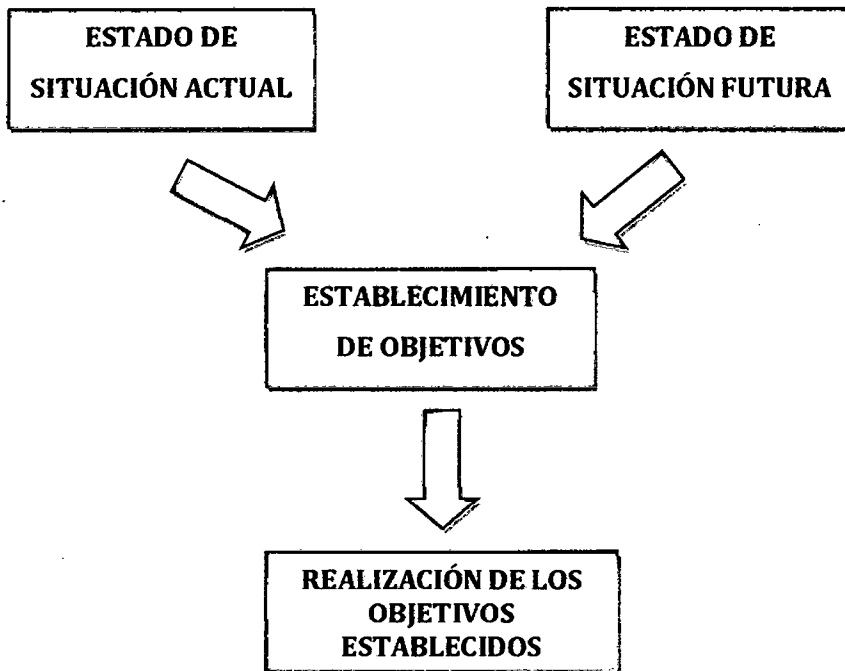 ESTADO DE
SITUACIÓN ACTUAL
ESTADO DE
SITUACIÓN FUTURA
ESTABLECIMIENTO
DE OBJETIVOS
REALIZACIÓN DE LOS
OBJETIVOS
ESTABLECIDOS